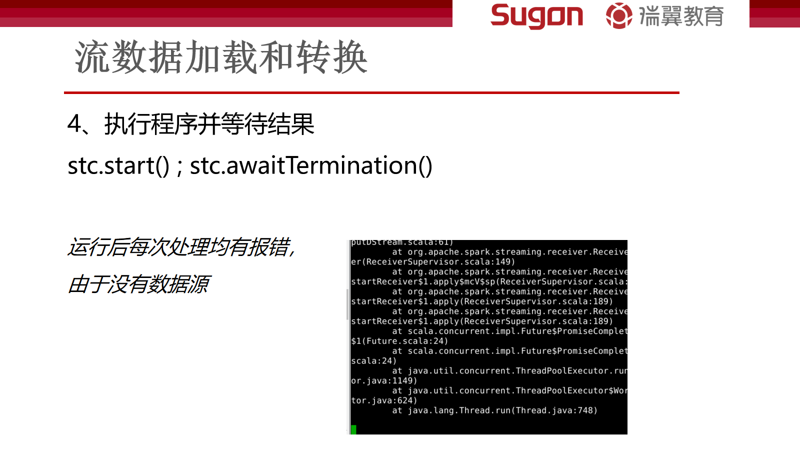 Sugon 瑞翼教育
流数据加载和转换
4、执行程序并等待结果
stc.start() ; stc.awaitTermination()
运行后每次处理均有报错，
由于没有数据源
putDStream.scala:61)
at org.apache.spark.streaming.receiver.Receive
er(ReceiverSupervisor.scala:149)
at org.apache.spark.streaming.receiver.Receive
startReceiver$1.apply$mcV$sp(ReceiverSupervisor.scala:
at org.apache.spark.streaming.receiver.Receive
startReceiver$1.apply(ReceiverSupervisor.scala:189)
at org.apache.spark.streaming.receiver.Receive
startReceiver$1.apply(ReceiverSupervisor.scala:189)
at scala.concurrent.impl.Future$PromiseComplet
$1(Future.scala:24)
at scala.concurrent.impl.Future$PromiseComplet
scala:24)
at java.util.concurrent.ThreadPoolExecutor.run
or.java:1149)
at java.util.concurrent.ThreadPoolExecutor$Wor
tor.java:624)
at java.lang.Thread.run(Thread.java:748)